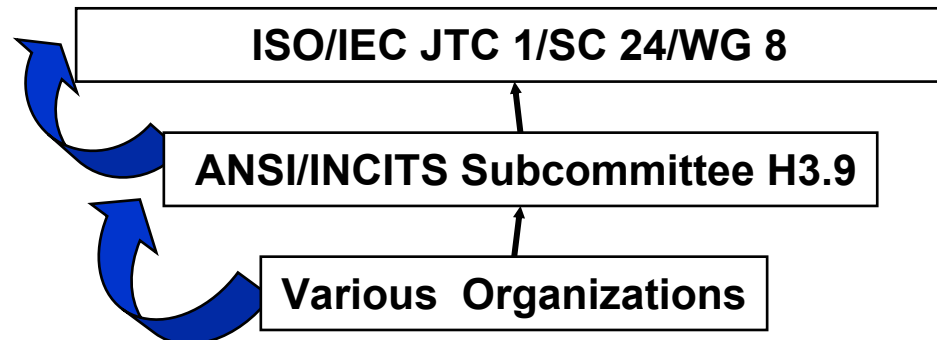 ISO/IEC JTC 1/SC 24/WG 8
ANSI/INCITS Subcommittee H3.9
Various Organizations